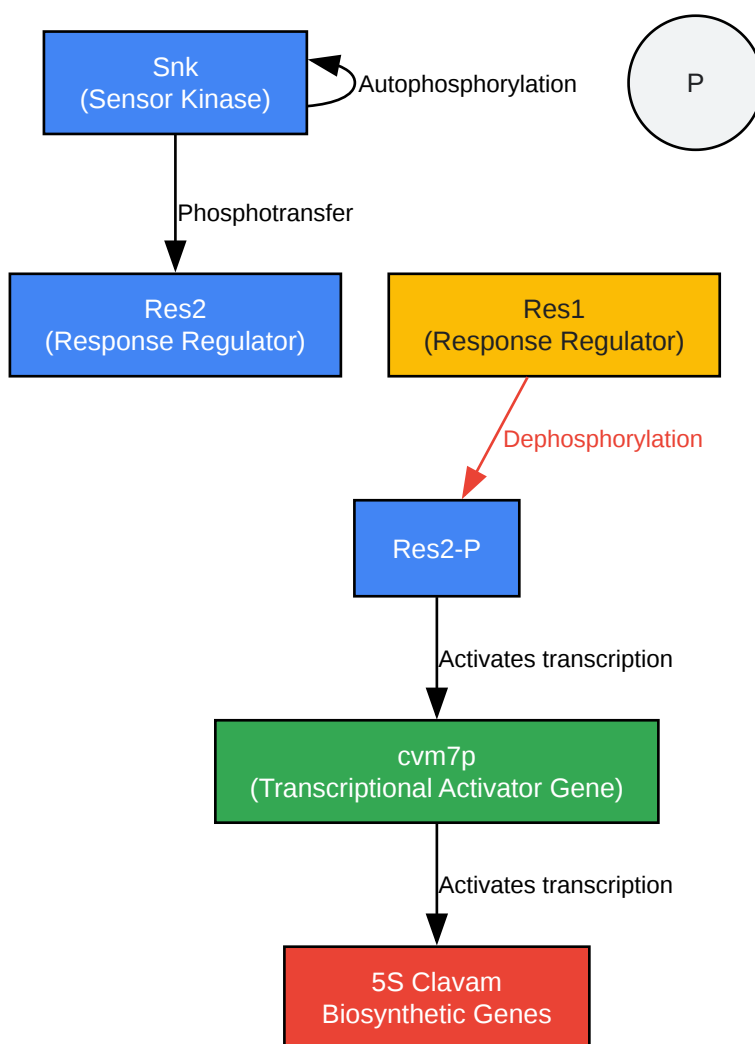 Snk
(Sensor Kinase)
Autophosphorylation
P
Phosphotransfer
Res2
(Response Regulator)
Res1
(Response Regulator)
Dephosphorylation
Res2-P
Activates transcription
cvm7p
(Transcriptional Activator Gene)
Activates transcription
5S Clavam
Biosynthetic Genes